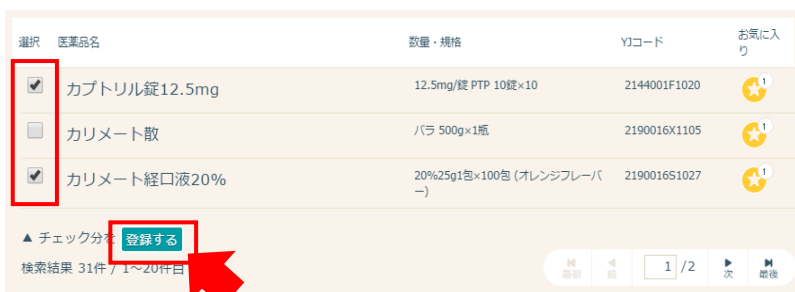 選択 医薬品名 数量・規格 YJコード お気に入
り
カプトリル錠12.5mg 12.5mg/錠 PTP 10錠×10 2144001F1020 1
カリメート散 バラ 500g×1瓶 2190016X1105 1
カリメート経口液20% 20%25g1包×100包 (オレンジフレーバ
ー) 2190016S1027 1
▲ チェック分を 登録する
検索結果 31件 / 1～20件目 最初 前 1 /2 次 最後